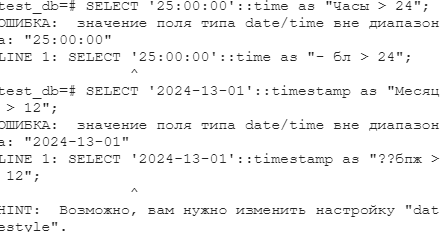 test_db=# SELECT '25:00:00'::time as "Часы > 24";
ОШИБКА:  значение поля типа date/time вне диапазон
а: "25:00:00"
LINE 1: SELECT '25:00:00'::time as "- бл > 24";
^
test_db=# SELECT '2024-13-01'::timestamp as "Месяц
> 12";
ОШИБКА:  значение поля типа date/time вне диапазон
а: "2024-13-01"
LINE 1: SELECT '2024-13-01'::timestamp as "??бпж >
12";
^
HINT:  Возможно, вам нужно изменить настройку "dat
estyle".